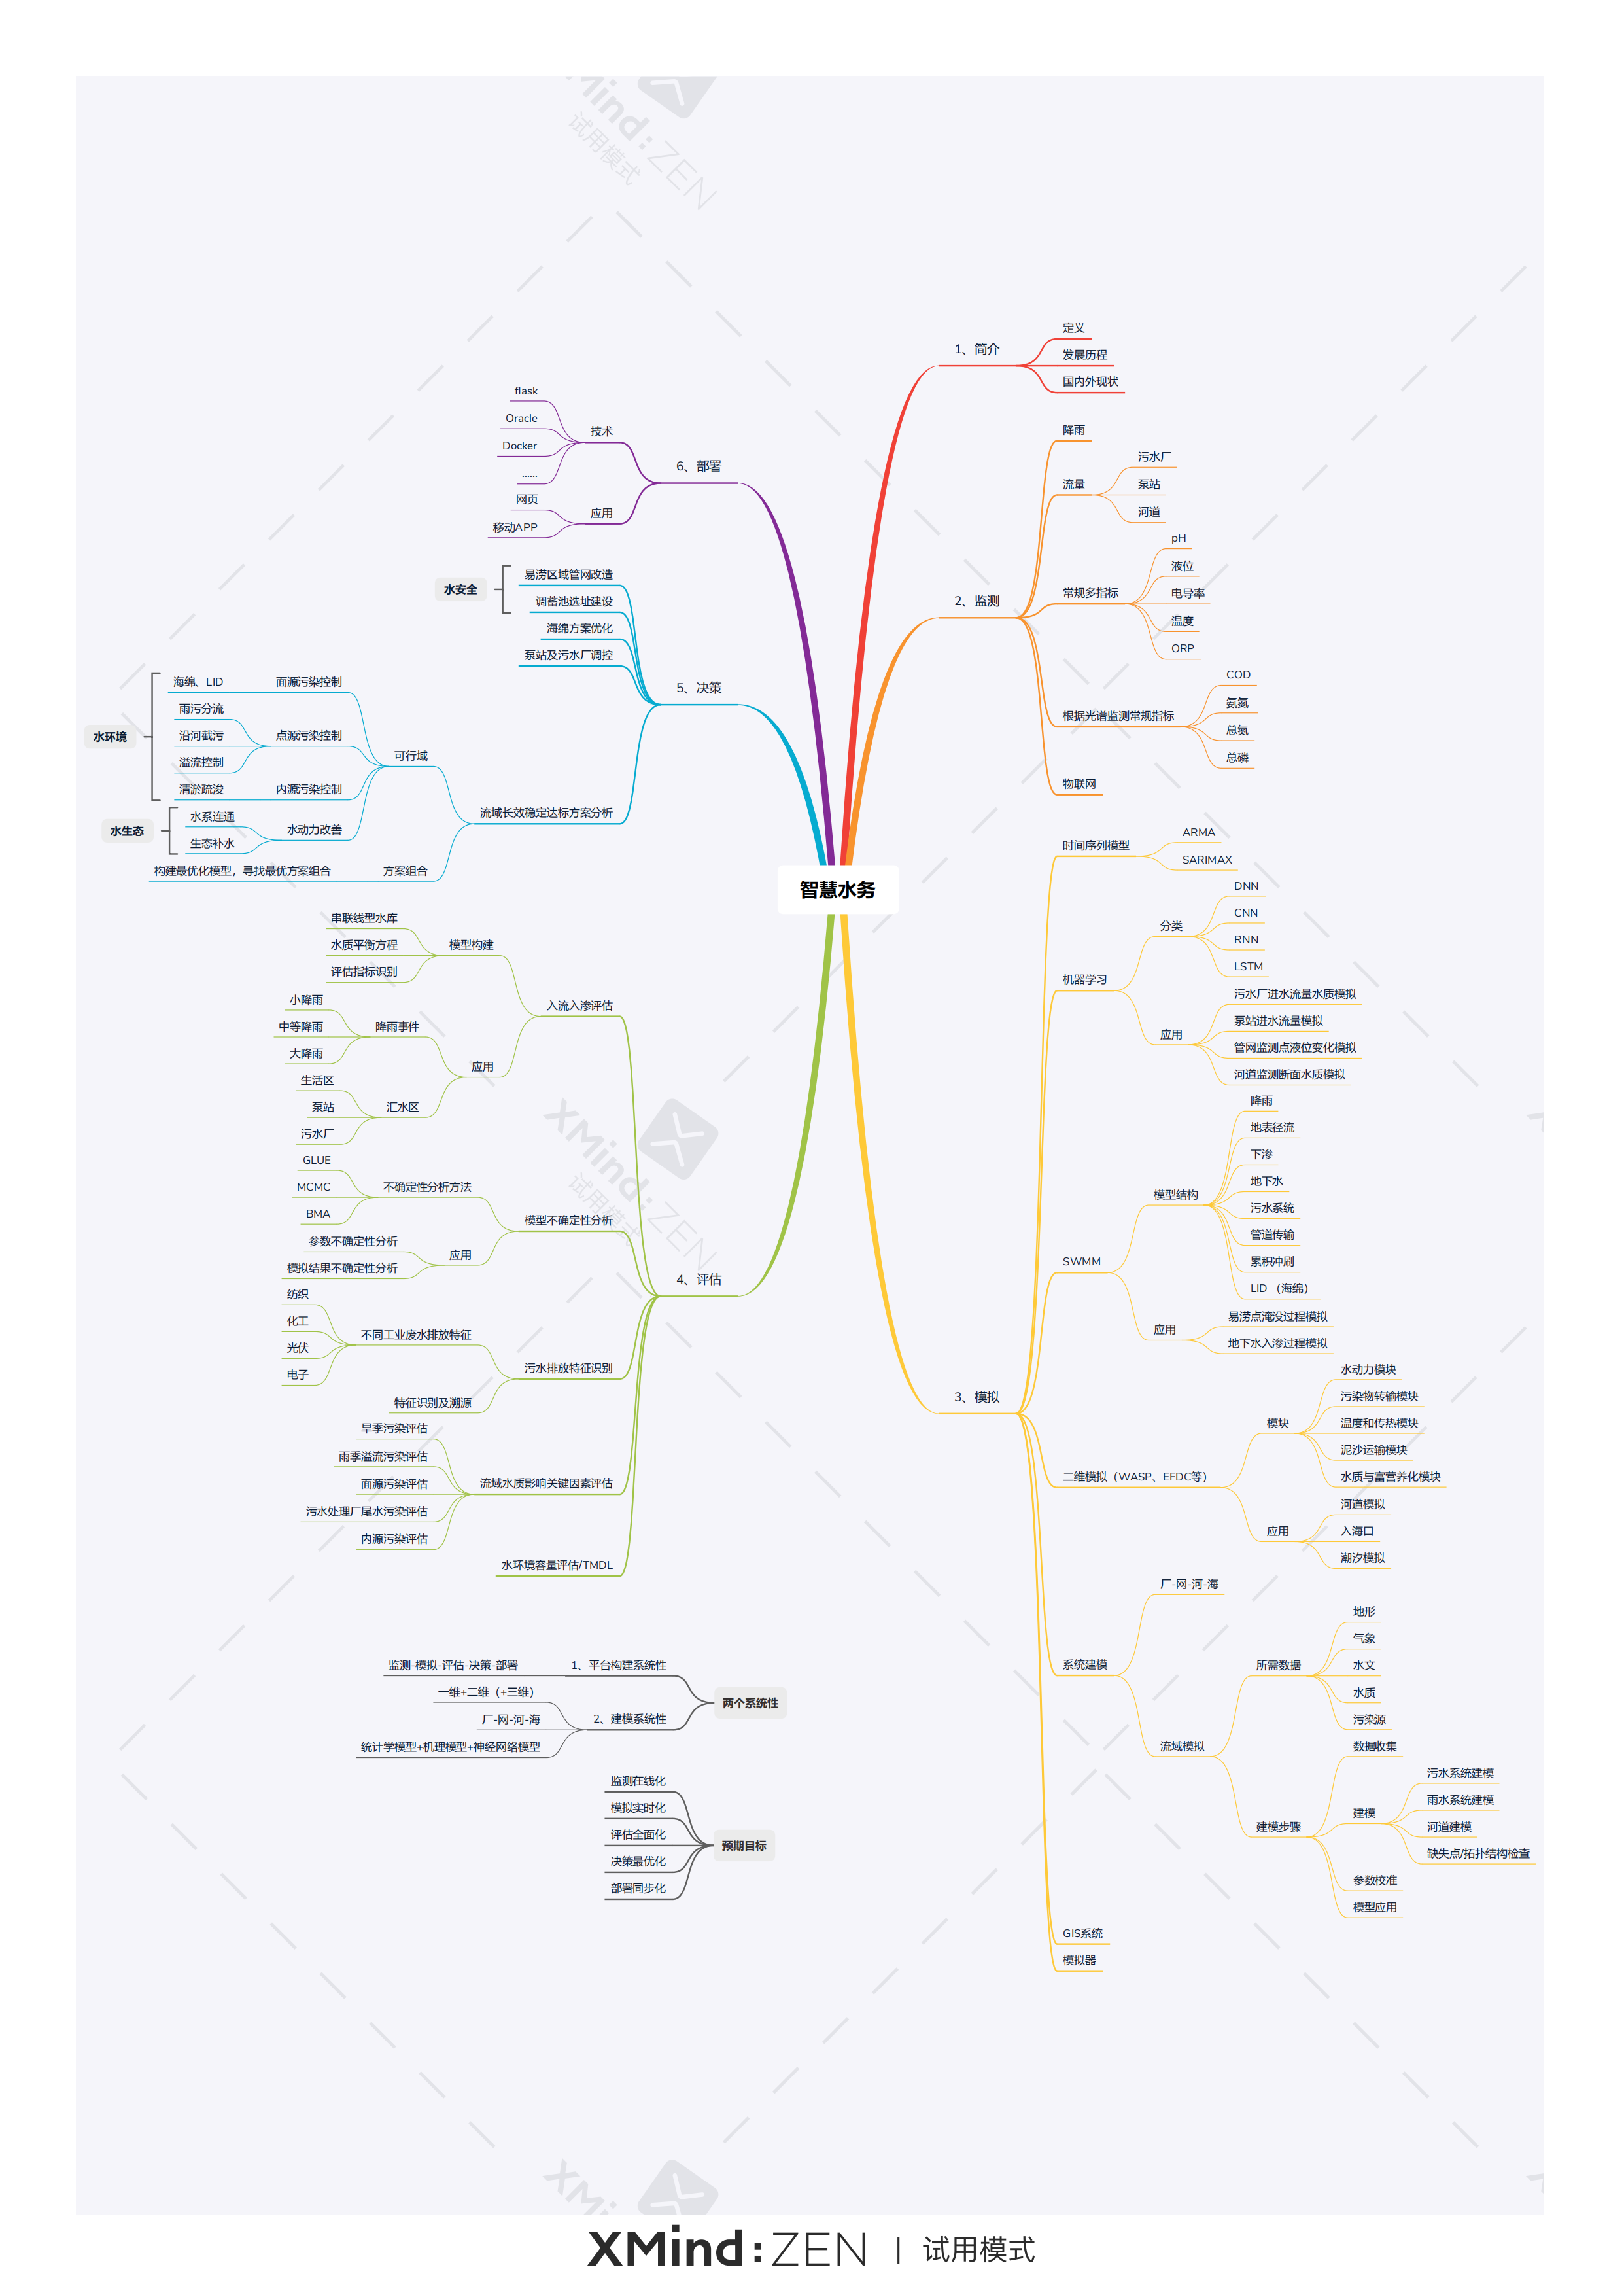 XMind:ZEN
试用模式
智慧水务
1、简介
定义
发展历程
国内外现状
2、监测
降雨
流量
污水厂
泵站
河道
常规多指标
pH
液位
电导率
温度
ORP
根据光谱监测常规指标
COD
氨氮
总氮
总磷
物联网
3、模拟
时间序列模型
ARMA
SARIMAX
机器学习
分类
DNN
CNN
RNN
LSTM
应用
污水厂进水流量水质模拟
泵站进水流量模拟
管网监测点液位变化模拟
河道监测断面水质模拟
SWMM
模型结构
降雨
地表径流
下渗
地下水
污水系统
管道传输
累积冲刷
LID （海绵）
应用
易涝点淹没过程模拟
地下水入渗过程模拟
二维模拟（WASP、EFDC等）
模块
水动力模块
污染物转输模块
温度和传热模块
泥沙运输模块
水质与富营养化模块
应用
河道模拟
入海口
潮汐模拟
系统建模
厂-网-河-海
流域模拟
所需数据
地形
气象
水文
水质
污染源
建模步骤
数据收集
建模
污水系统建模
雨水系统建模
河道建模
缺失点/拓扑结构检查
参数校准
模型应用
GIS系统
模拟器
4、评估
入流入渗评估
模型构建
串联线型水库
水质平衡方程
评估指标识别
应用
降雨事件
小降雨
中等降雨
大降雨
汇水区
生活区
泵站
污水厂
模型不确定性分析
不确定性分析方法
GLUE
MCMC
BMA
应用
参数不确定性分析
模拟结果不确定性分析
污水排放特征识别
不同工业废水排放特征
纺织
化工
光伏
电子
特征识别及溯源
流域水质影响关键因素评估
旱季污染评估
雨季溢流污染评估
面源污染评估
污水处理厂尾水污染评估
内源污染评估
水环境容量评估/TMDL
5、决策
易涝区域管网改造
调蓄池选址建设
水安全
海绵方案优化
泵站及污水厂调控
流域长效稳定达标方案分析
可行域
面源污染控制
海绵、LID
点源污染控制
雨污分流
沿河截污
溢流控制
内源污染控制
清淤疏浚
水环境
水动力改善
水系连通
生态补水
水生态
方案组合
构建最优化模型，寻找最优方案组合
6、部署
技术
flask
Oracle
Docker
......
应用
网页
移动APP
两个系统性
1、平台构建系统性
监测-模拟-评估-决策-部署
2、建模系统性
一维+二维（+三维）
厂-网-河-海
统计学模型+机理模型+神经网络模型
预期目标
监测在线化
模拟实时化
评估全面化
决策最优化
部署同步化
XMind:ZEN
试用模式
XMi
XMind:ZEN | 试用模式